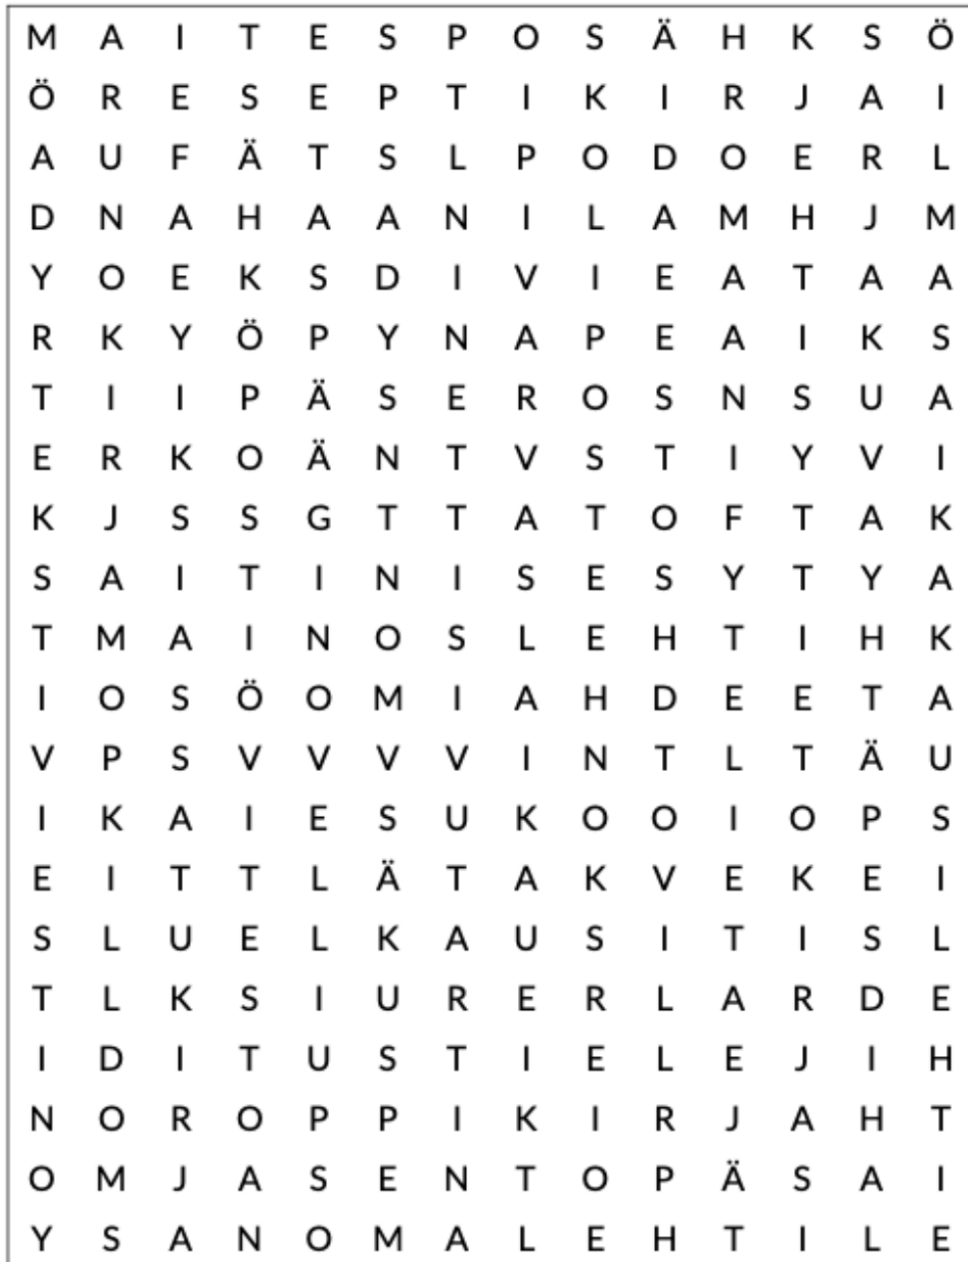 M A I T E S P O S Ä H K S Ö
Ö R E S E P T I K I R J A I
A U F Ä T S L P O D O E R L
D N A H A A N I L A M H J M
Y O E K S D I V I E A T A A
R K Y Ö P Y N A P E A I K S
T I I P Ä S E R O S N S U A
E R K O Ä N T V S T I Y V I
K J S S G T T A T O F T A K
S A I T I N I S E S Y T Y A
T M A I N O S L E H T I H K
I O S Ö O M I A H D E E T A
V P S V V V V I N T L T Ä U
I K A I E S U K O O I O P S
E I T T L Ä T A K V E K E I
S L U E L K A U S I T I S L
T L K S I U R E R L A R D E
I D I T U S T I E L E J I H
N O R O P P I K I R J A H T
O M J A S E N T O P Ä S A I
Y S A N O M A L E H T I L E